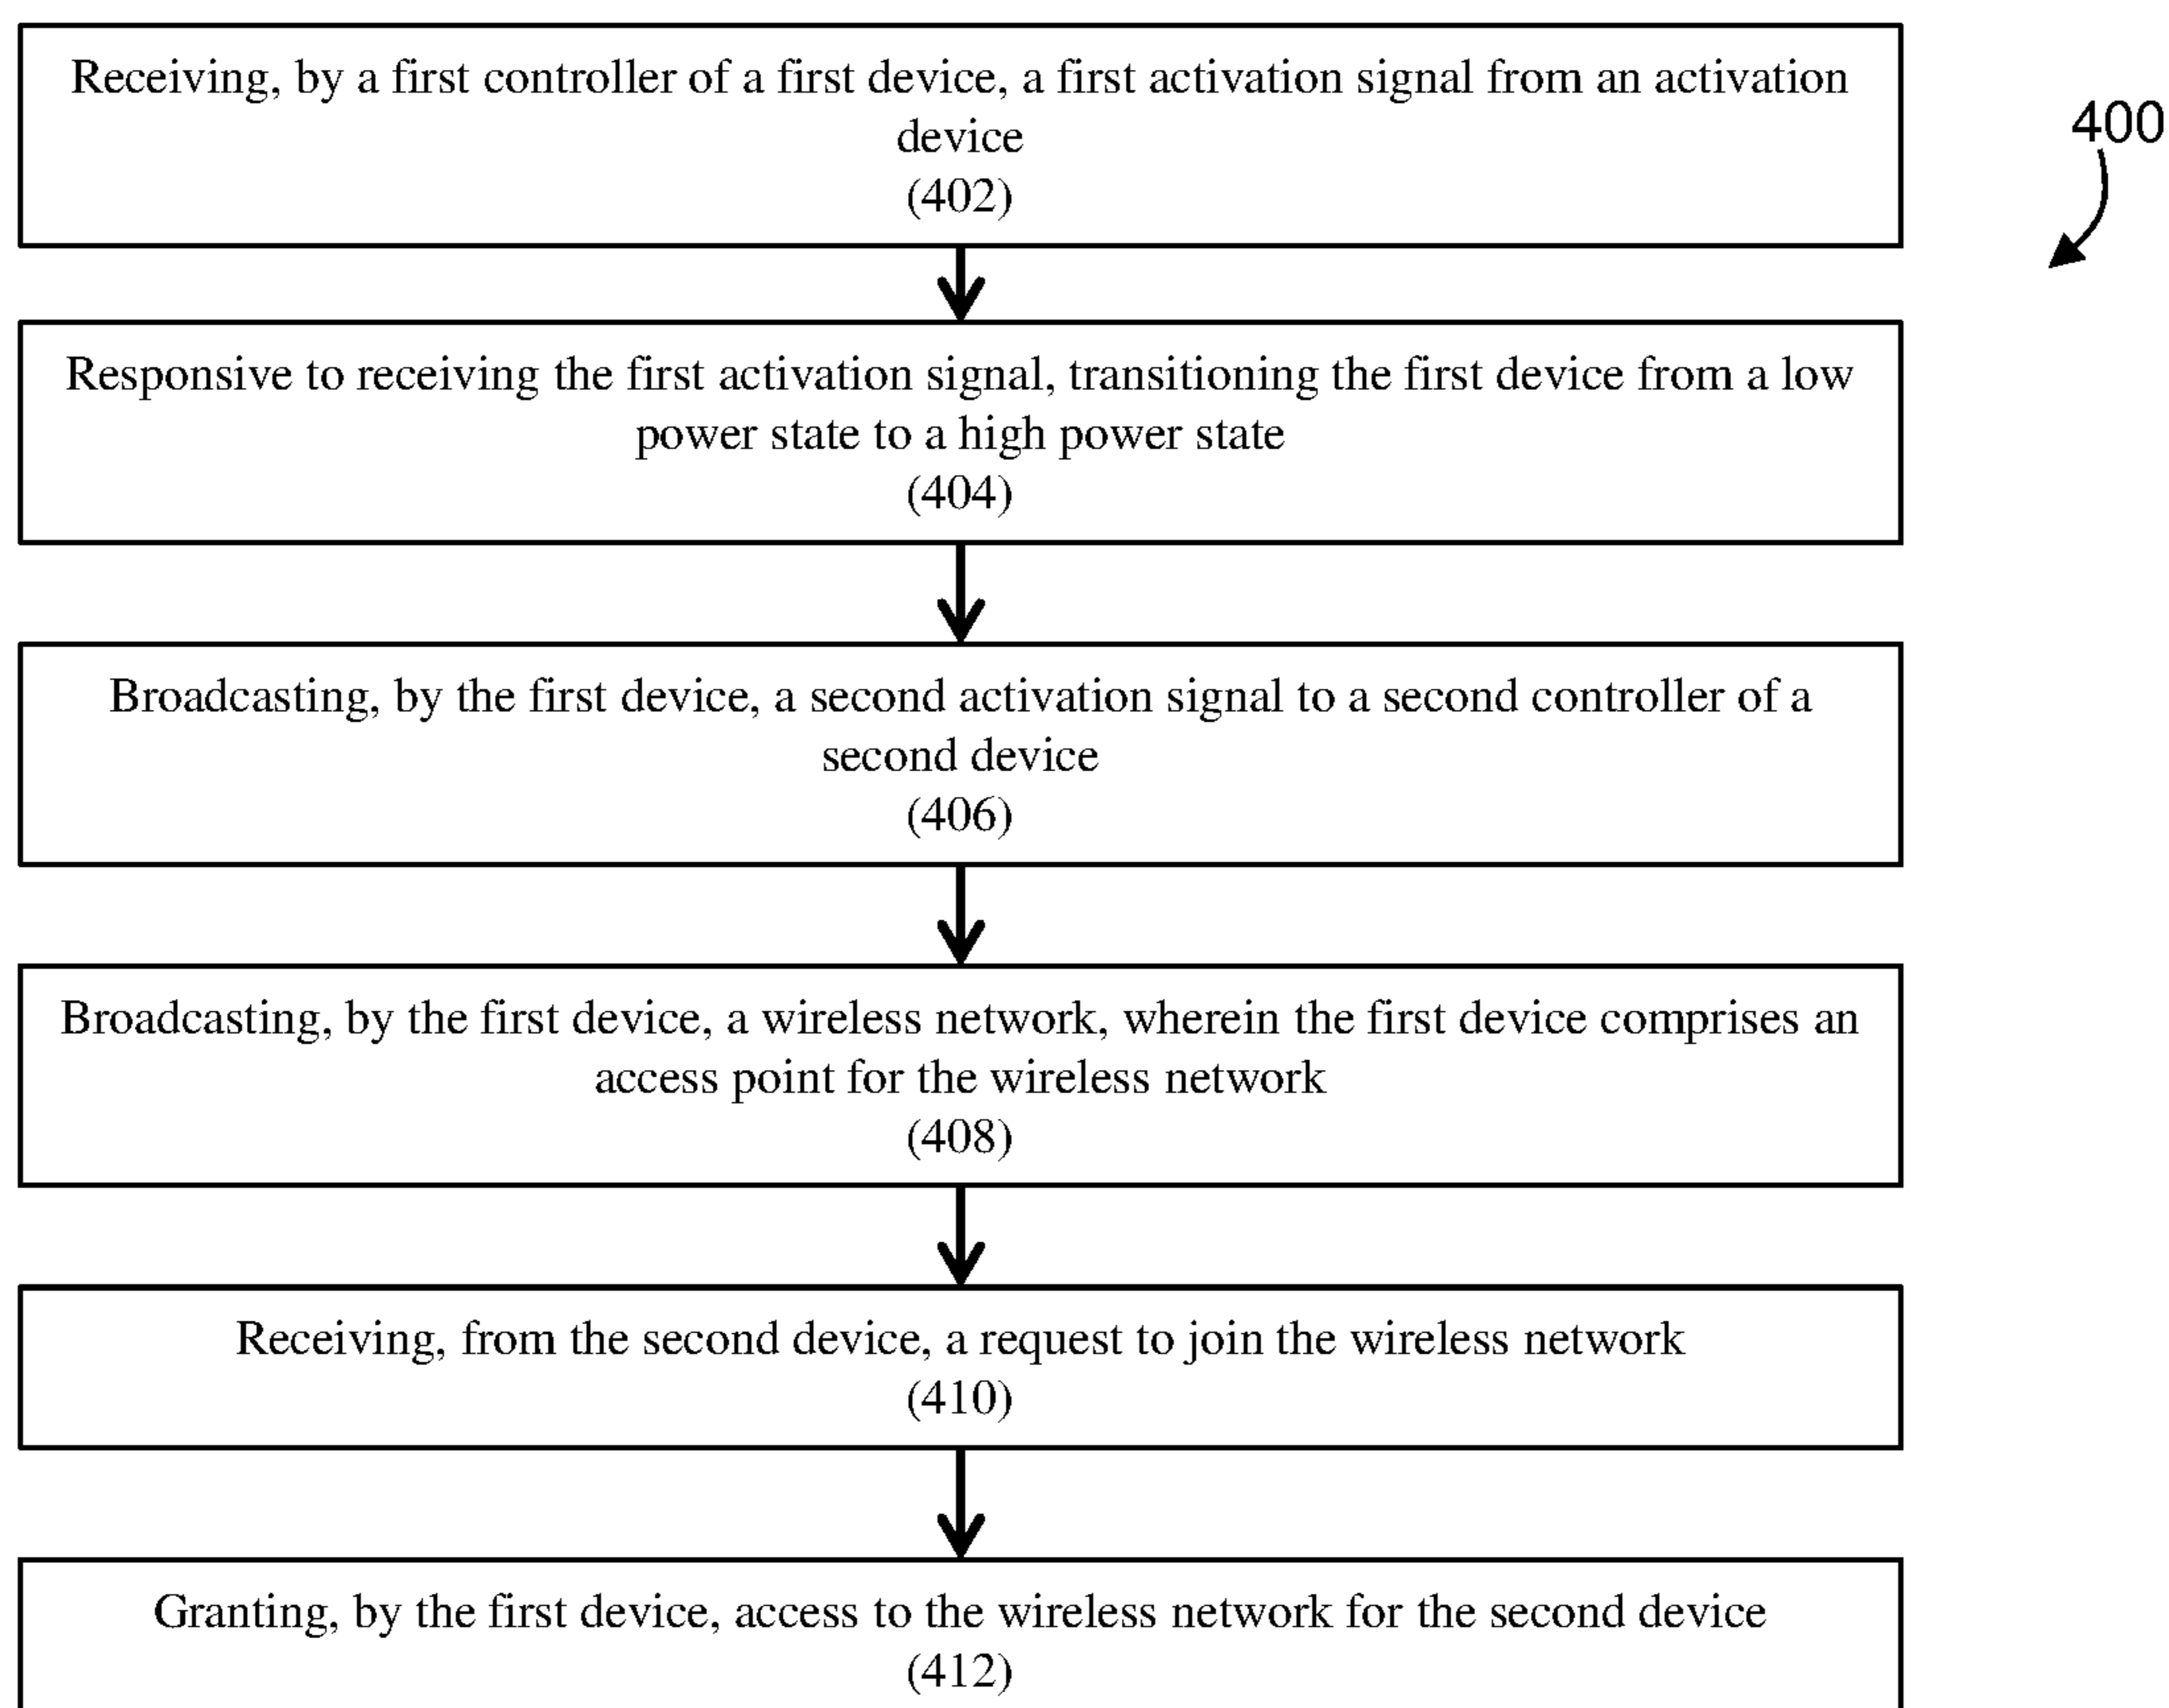 Receiving, by a first controller of a first device, a first activation signal from an activation
device
(402)
400
Responsive to receiving the first activation signal, transitioning the first device from a low
power state to a high power state
(404)
Broadcasting, by the first device, a second activation signal to a second controller of a
second device
(406)
Broadcasting, by the first device, a wireless network, wherein the first device comprises an
access point for the wireless network
(408)
Receiving, from the second device, a request to join the wireless network
(410)
Granting, by the first device, access to the wireless network for the second device
(412)